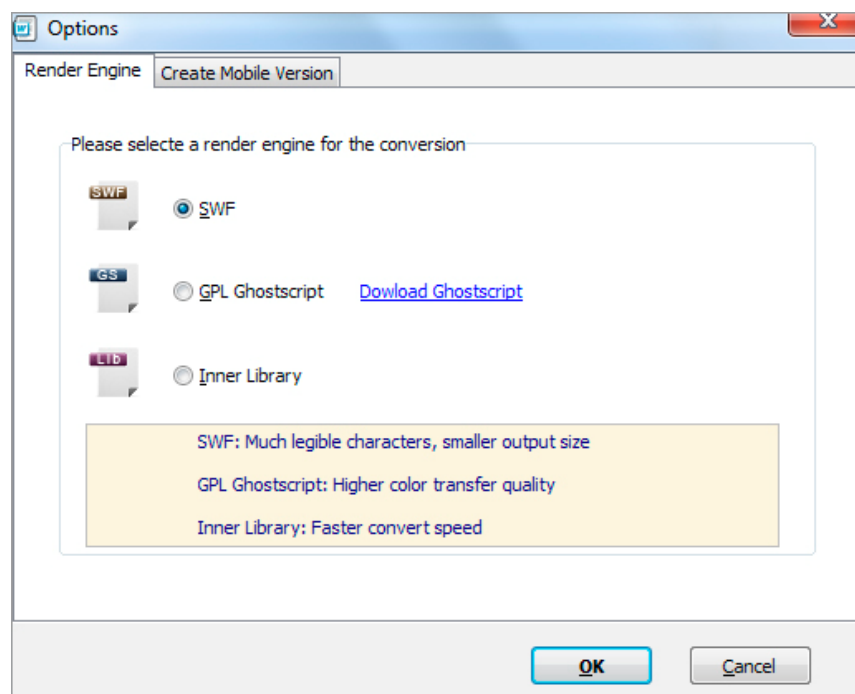 Options
Render Engine
Create Mobile Version
Please selecte a render engine for the conversion
SWF
SWF
GS
GPL Ghostscript Dowload Ghostscript
Lib
Inner Library
SWF: Much legible characters, smaller output size
GPL Ghostscript: Higher color transfer quality
Inner Library: Faster convert speed
OK
Cancel